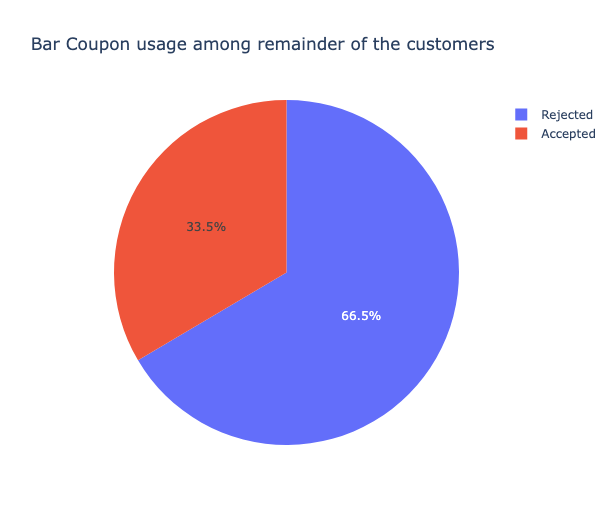 Bar Coupon usage among remainder of the customers
Rejected
Accepted
33.5%
66.5%